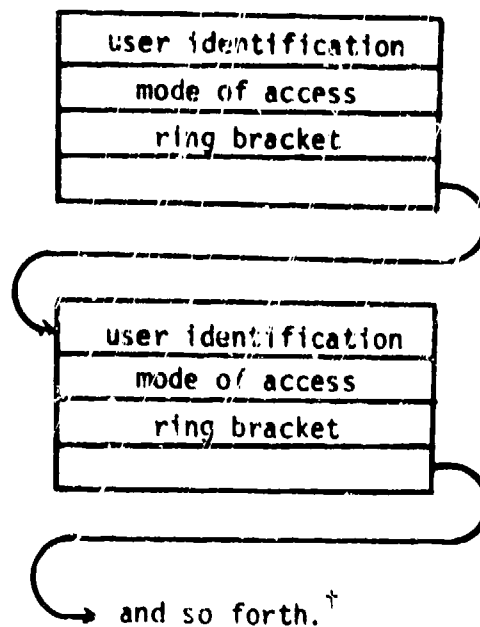 user identification
mode of access
ring bracket
user identification
mode of access
ring bracket
and so forth.†